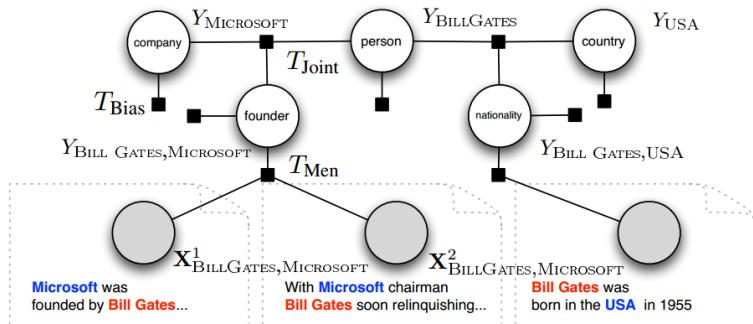 Y_MICROSOFT
Y_BILLGATES
Y_USA
company
person
country
T_Joint
T_Bias
founder
nationality
Y_BILL GATES,MICROSOFT
T_Men
Y_BILL GATES,USA
X^1_BILLGATES,MICROSOFT
X^2_BILLGATES,MICROSOFT
Microsoft was
founded by Bill Gates...
With Microsoft chairman
Bill Gates soon relinquishing...
Bill Gates was
born in the USA in 1955